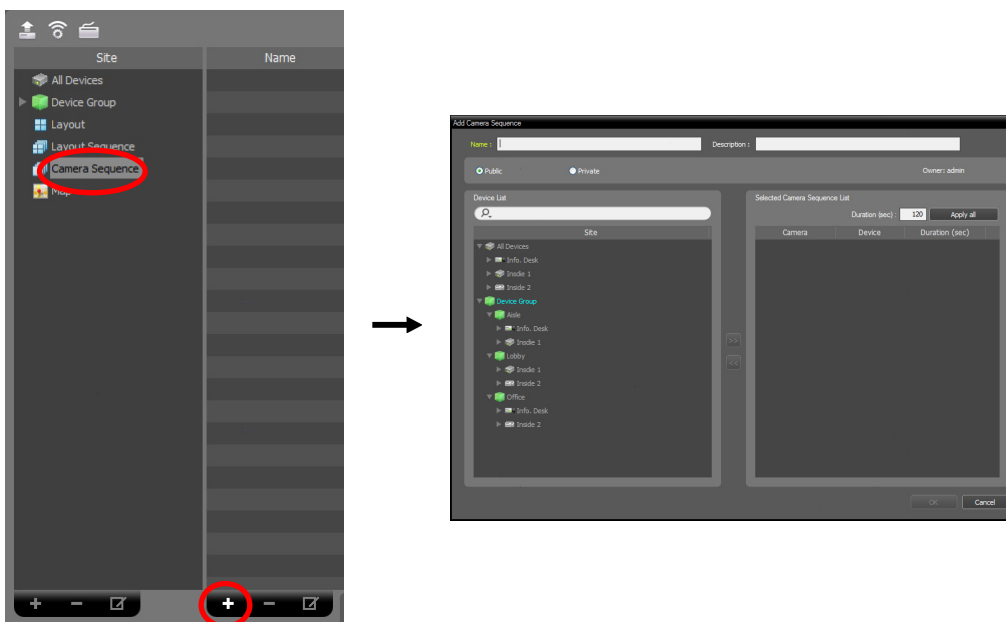 Site
Name
All Devices
Device Group
Layout
Layout Sequence
Camera Sequence
Map
Add Camera Sequence
Name :
Description :
Public
Private
Owner: admin
Device List
Selected Camera Sequence List
Duration (sec) : 120 Apply all
Site
Camera Device Duration (sec)
All Devices
Info. Desk
Insdie 1
Inside 2
Device Group
Aisle
Info. Desk
Insdie 1
Lobby
Insdie 1
Inside 2
Office
Info. Desk
Inside 2
>>
<<
OK
Cancel